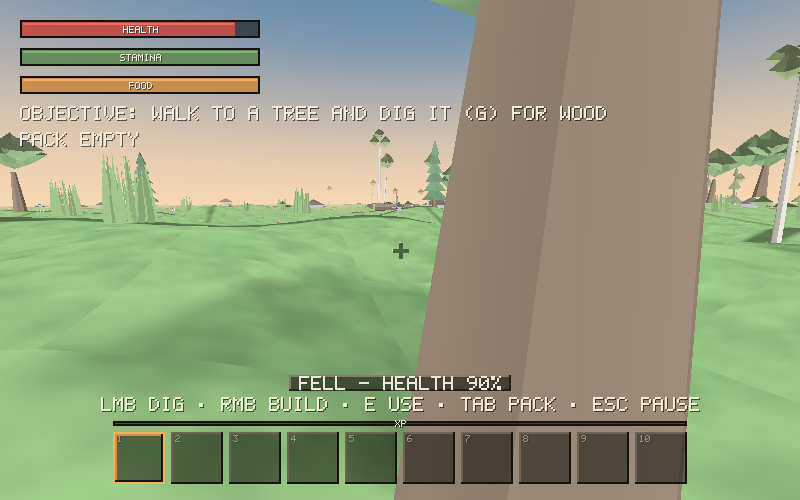 HEALTH
STAMINA
FOOD
OBJECTIVE: WALK TO A TREE AND DIG IT (G) FOR WOOD
PACK EMPTY
FELL - HEALTH 90%
LMB DIG · RMB BUILD · E USE · TAB PACK · ESC PAUSE
XP
1 2 3 4 5 6 7 8 9 10